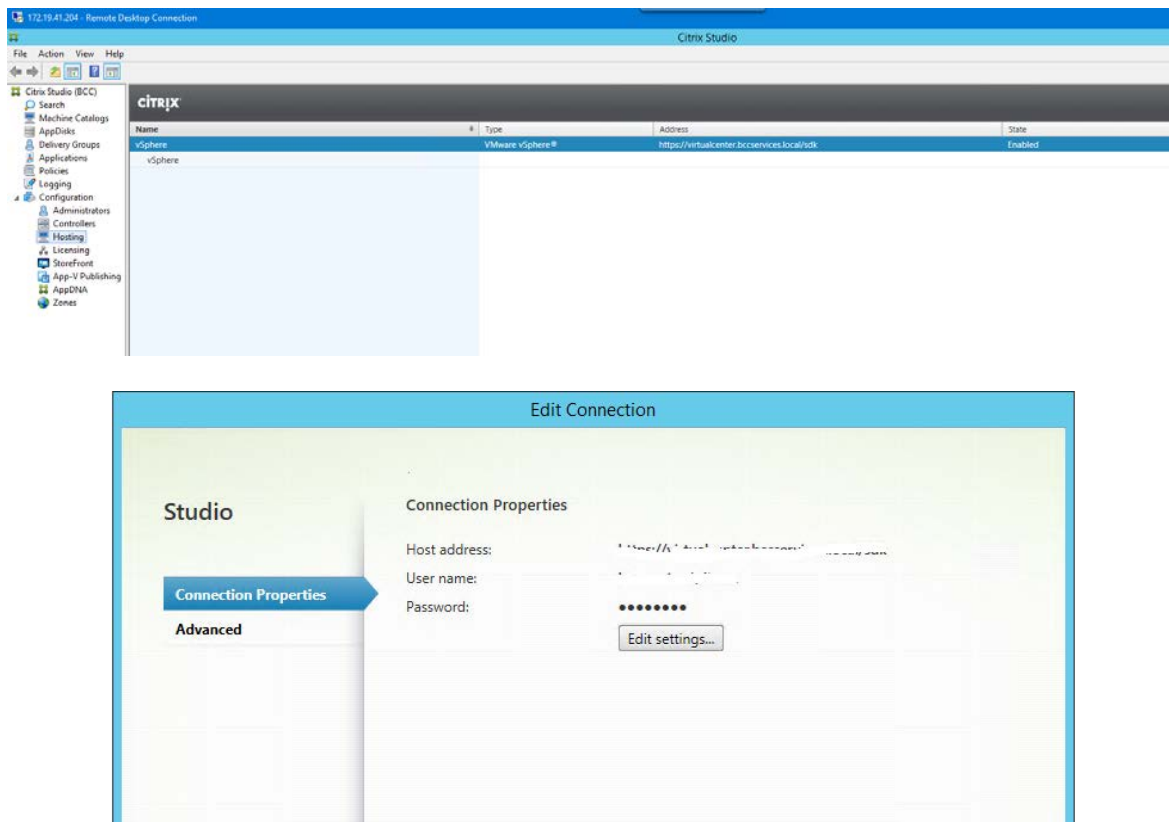 172.19.41.204 - Remote Desktop Connection
Citrix Studio
File Action View Help
Citrix Studio (BCC)
Search
Machine Catalogs
AppDisks
Delivery Groups
Applications
Policies
Logging
Configuration
Administrators
Controllers
Hosting
Licensing
StoreFront
App-V Publishing
AppDNA
Zones
CITRIX
Name Type Address State
vSphere VMware vSphere® https://virtualcenter.bccservices.local/sdk Enabled
vSphere
Edit Connection
Studio
Connection Properties
Advanced
Connection Properties
Host address:
User name:
Password: ●●●●●●●●
Edit settings...